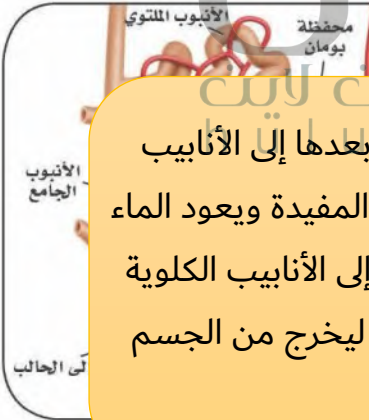 الأنبوب الملتوي
محفظة
بومان
بعدها إلى الأنابيب
المفيدة ويعود الماء
إلى الأنابيب الكلوية
ليخرج من الجسم
الأنبوب
الجامع
لى الحالب